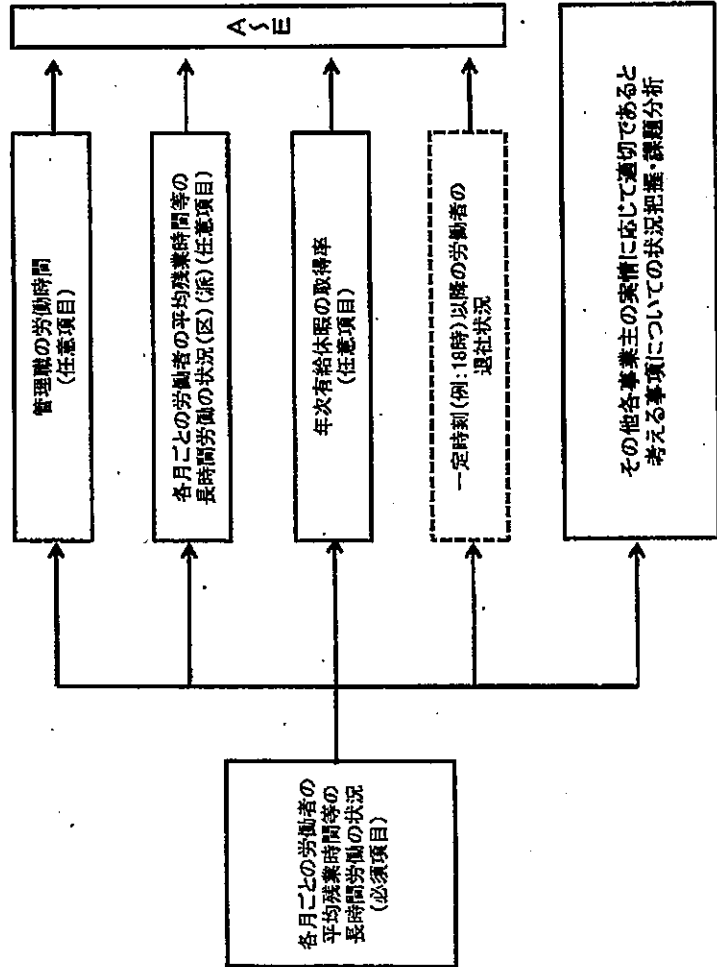 各月ごとの労働者の
平均残業時間等の
長時間労働の状況
(必須項目)
管理職の労働時間
(任意項目)
各月ごとの労働者の平均残業時間等の
長時間労働の状況(区)(派)(任意項目)
年次有給休暇の取得率
(任意項目)
一定時刻(例:18時)以降の労働者の
退社状況
その他各事業主の実情に応じて適切であると
考える事項についての状況把握・課題分析
A
~
E